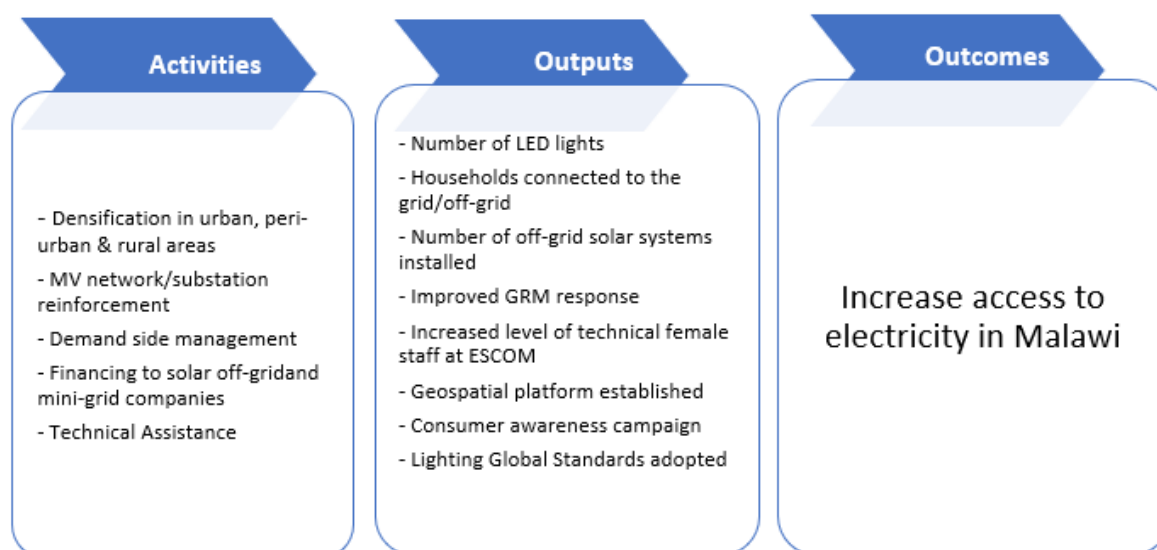 Activities
- Densification in urban, peri-
urban & rural areas
- MV network/substation
reinforcement
- Demand side management
- Financing to solar off-gridand
mini-grid companies
- Technical Assistance
Outputs
- Number of LED lights
- Households connected to the
grid/off-grid
- Number of off-grid solar systems
installed
- Improved GRM response
- Increased level of technical female
staff at ESCOM
- Geospatial platform established
- Consumer awareness campaign
- Lighting Global Standards adopted
Outcomes
Increase access to
electricity in Malawi